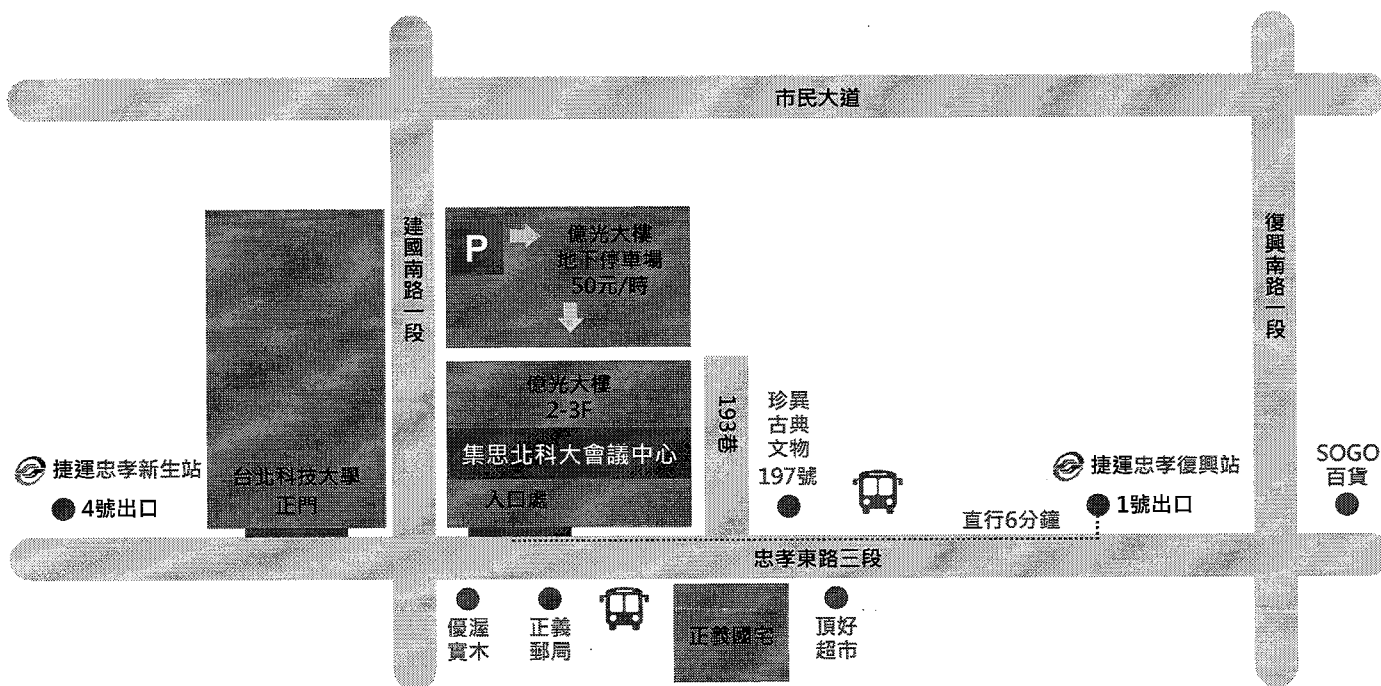 市民大道
建國南路一段
P
億光大樓
地下停車場
50元/時
復興南路一段
億光大樓
2-3F
集思北科大會議中心
入口處
193巷
珍異
古典
文物
197號
捷運忠孝新生站
4號出口
台北科技大學
正門
捷運忠孝復興站
1號出口
直行6分鐘
SOGO
百貨
忠孝東路三段
優渥
實木
正義
郵局
正義國宅
頂好
超市